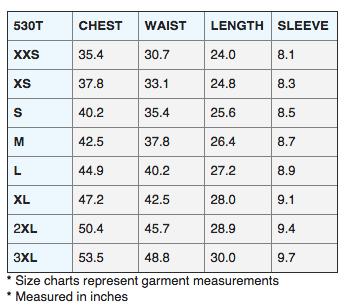 530T CHEST WAIST LENGTH SLEEVE
XXS 35.4 30.7 24.0 8.1
XS 37.8 33.1 24.8 8.3
S 40.2 35.4 25.6 8.5
M 42.5 37.8 26.4 8.7
L 44.9 40.2 27.2 8.9
XL 47.2 42.5 28.0 9.1
2XL 50.4 45.7 28.9 9.4
3XL 53.5 48.8 30.0 9.7
* Size charts represent garment measurements
* Measured in inches